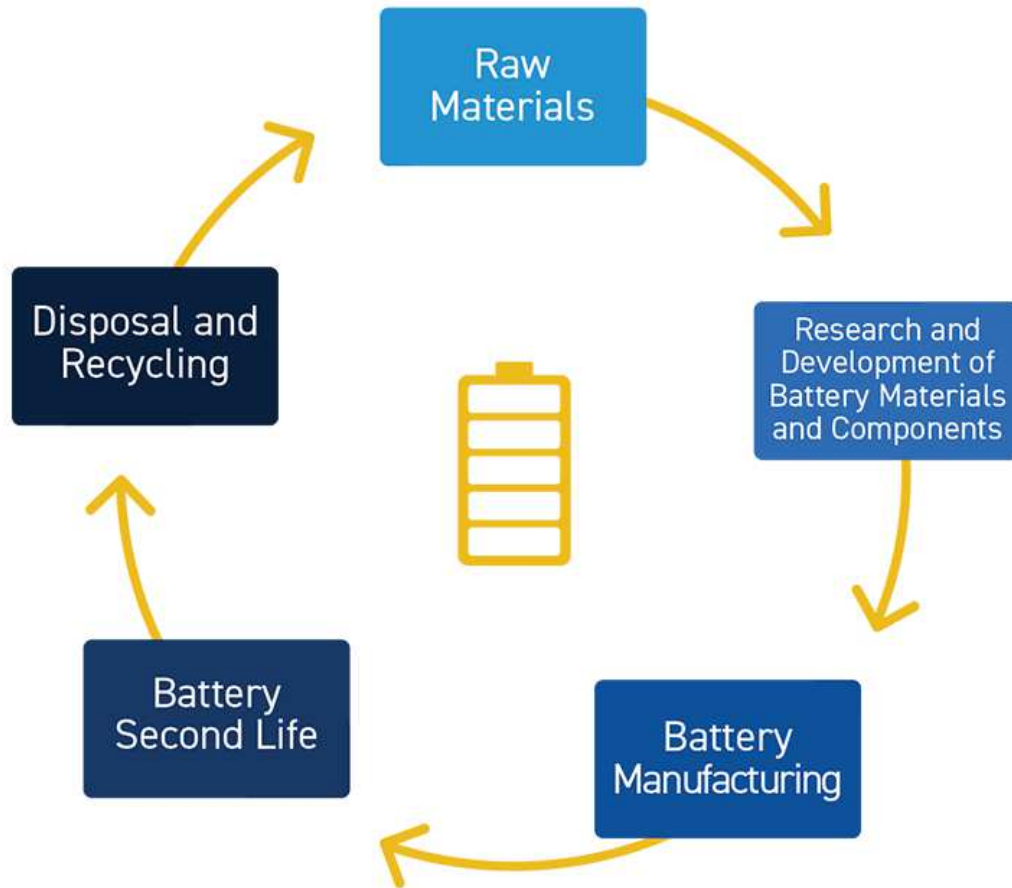 Raw
Materials
Research and
Development of
Battery Materials
and Components
Battery
Manufacturing
Battery
Second Life
Disposal and
Recycling